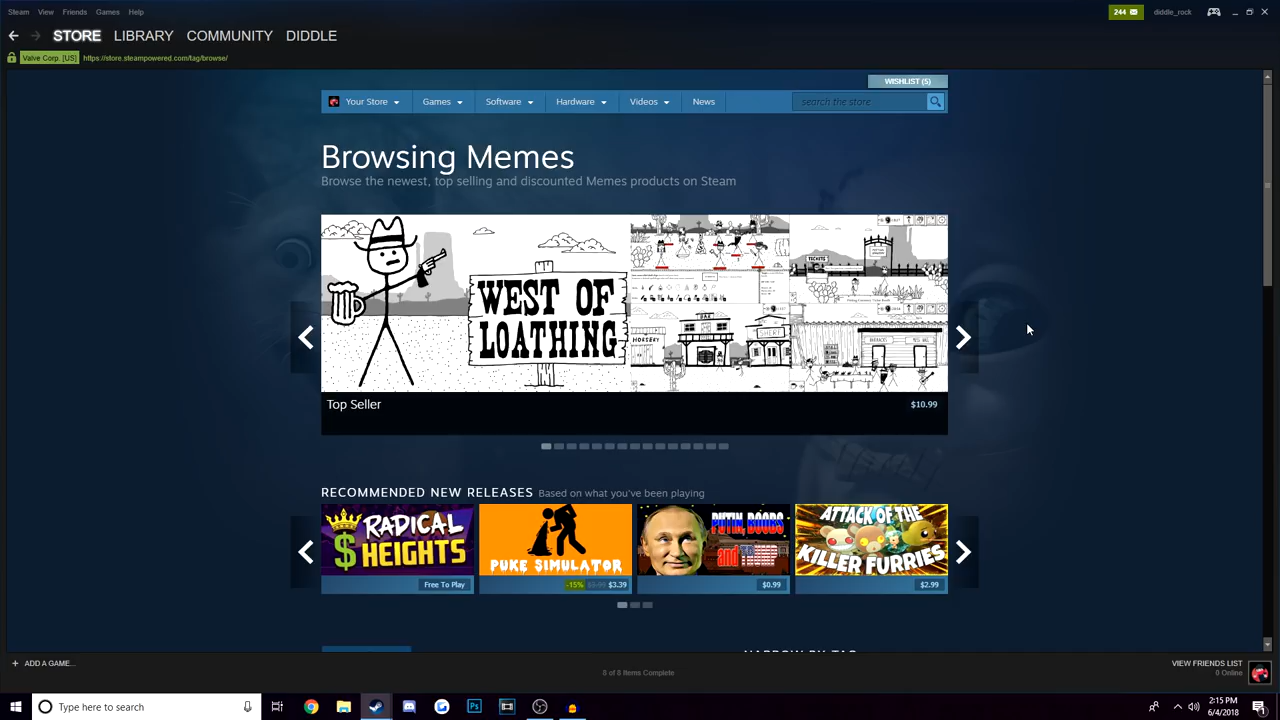 Steam View Friends Games Help
244
diddle_rock
STORE LIBRARY COMMUNITY DIDDLE
Valve Corp. [US] https://store.steampowered.com/tag/browse/
WISHLIST (5)
Your Store Games Software Hardware Videos News
search the store
Browsing Memes
Browse the newest, top selling and discounted Memes products on Steam
WEST OF
LOATHING
Top Seller
$10.99
RECOMMENDED NEW RELEASES Based on what you've been playing
RADICAL
HEIGHTS
PUKE SIMULATOR
PUTIN, BOOBS
and TRUMP
ATTACK OF THE
KILLER FURRIES
Free To Play
-15% $3.39
$0.99
$2.99
NARROW BY TAG
+ ADD A GAME...
8 of 8 Items Complete
VIEW FRIENDS LIST
0 Online
Type here to search
2:15 PM
6/4/2018